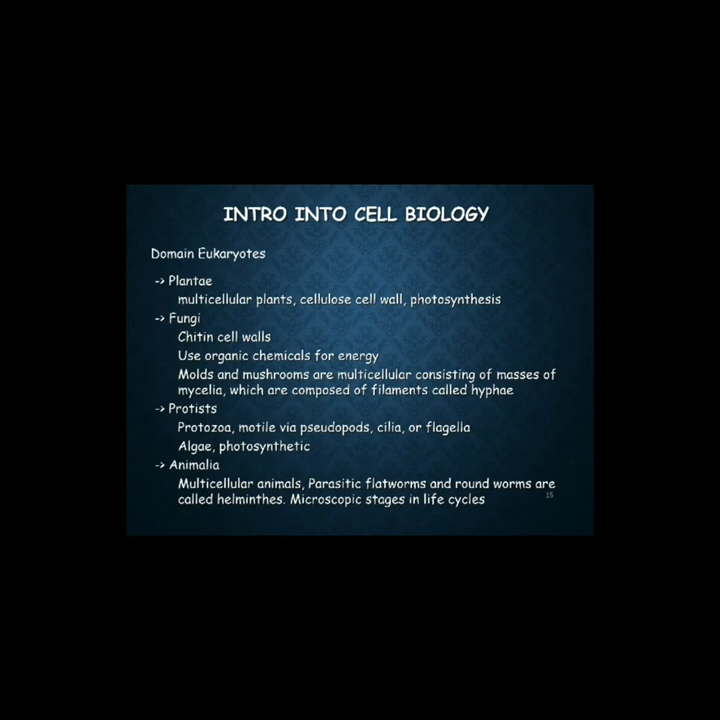 INTRO INTO CELL BIOLOGY
Domain Eukaryotes
-> Plantae
multicellular plants, cellulose cell wall, photosynthesis
-> Fungi
Chitin cell walls
Use organic chemicals for energy
Molds and mushrooms are multicellular consisting of masses of
mycelia, which are composed of filaments called hyphae
-> Protists
Protozoa, motile via pseudopods, cilia, or flagella
Algae, photosynthetic
-> Animalia
Multicellular animals, Parasitic flatworms and round worms are
called helminthes. Microscopic stages in life cycles
15